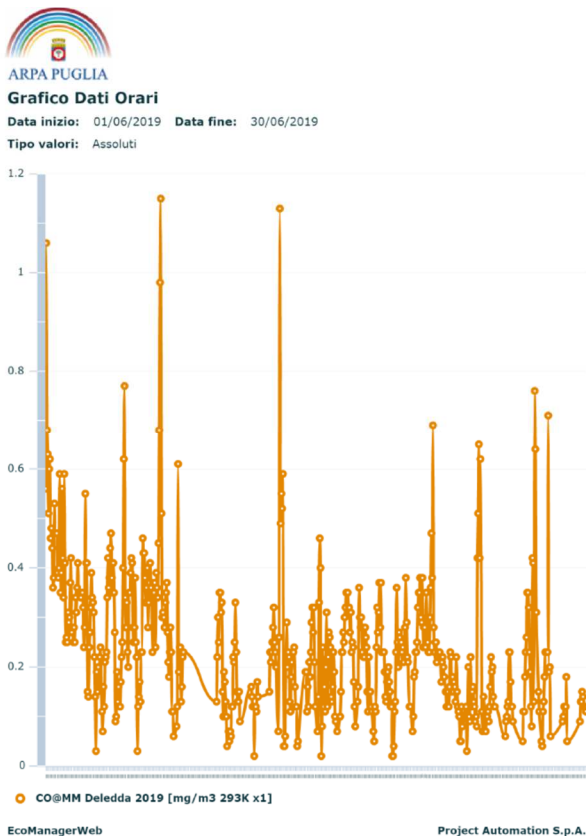 ARPA PUGLIA
Grafico Dati Orari
Data inizio: 01/06/2019 Data fine: 30/06/2019
Tipo valori: Assoluti
1.2
1
0.8
0.6
0.4
0.2
0
CO@MM Deledda 2019 [mg/m3 293K x1]
EcoManagerWeb Project Automation S.p.A.